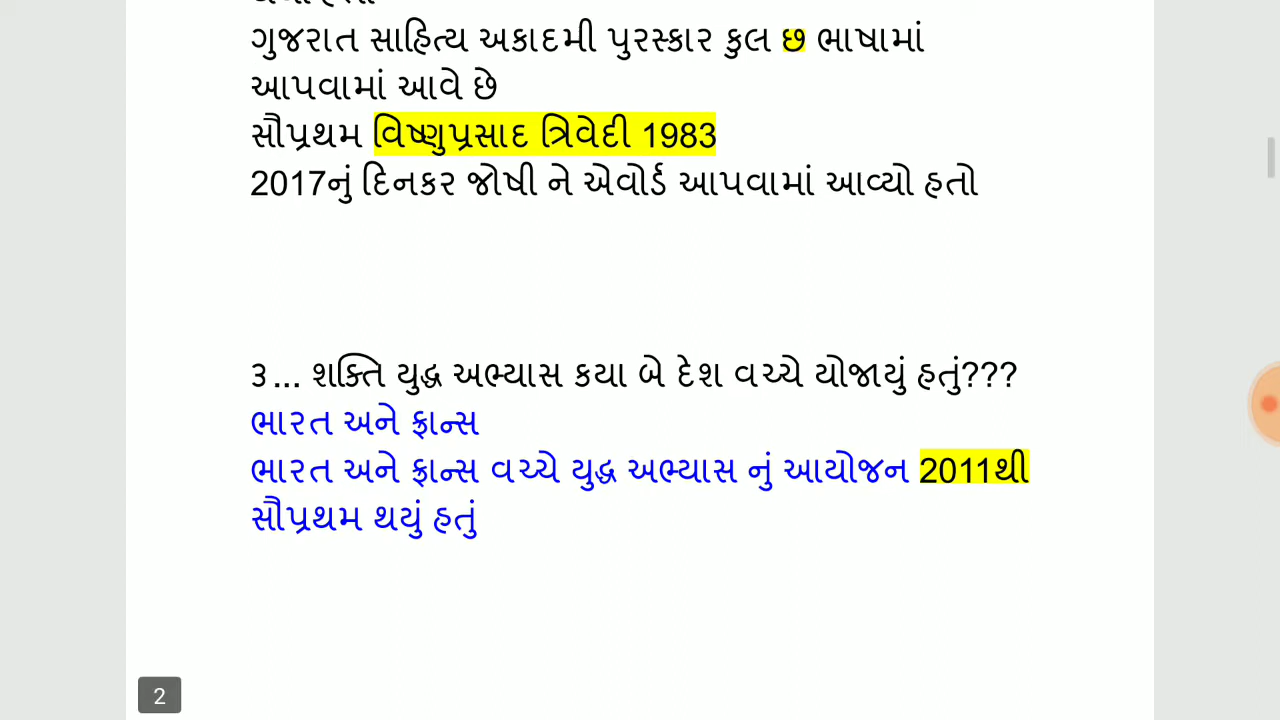 ગુજરાત સાહિત્ય અકાદમી પુરસ્કાર કુલ છ ભાષામાં
આપવામાં આવે છે
સૌપ્રથમ વિષ્ણુપ્રસાદ ત્રિવેદી 1983
2017નું દિનકર જોષી ને એવોર્ડ આપવામાં આવ્યો હતો
૩... શક્તિ યુદ્ધ અભ્યાસ કયા બે દેશ વચ્ચે યોજાયું હતું???
ભારત અને ફ્રાન્સ
ભારત અને ફ્રાન્સ વચ્ચે યુદ્ધ અભ્યાસ નું આયોજન 2011થી
સૌપ્રથમ થયું હતું
2